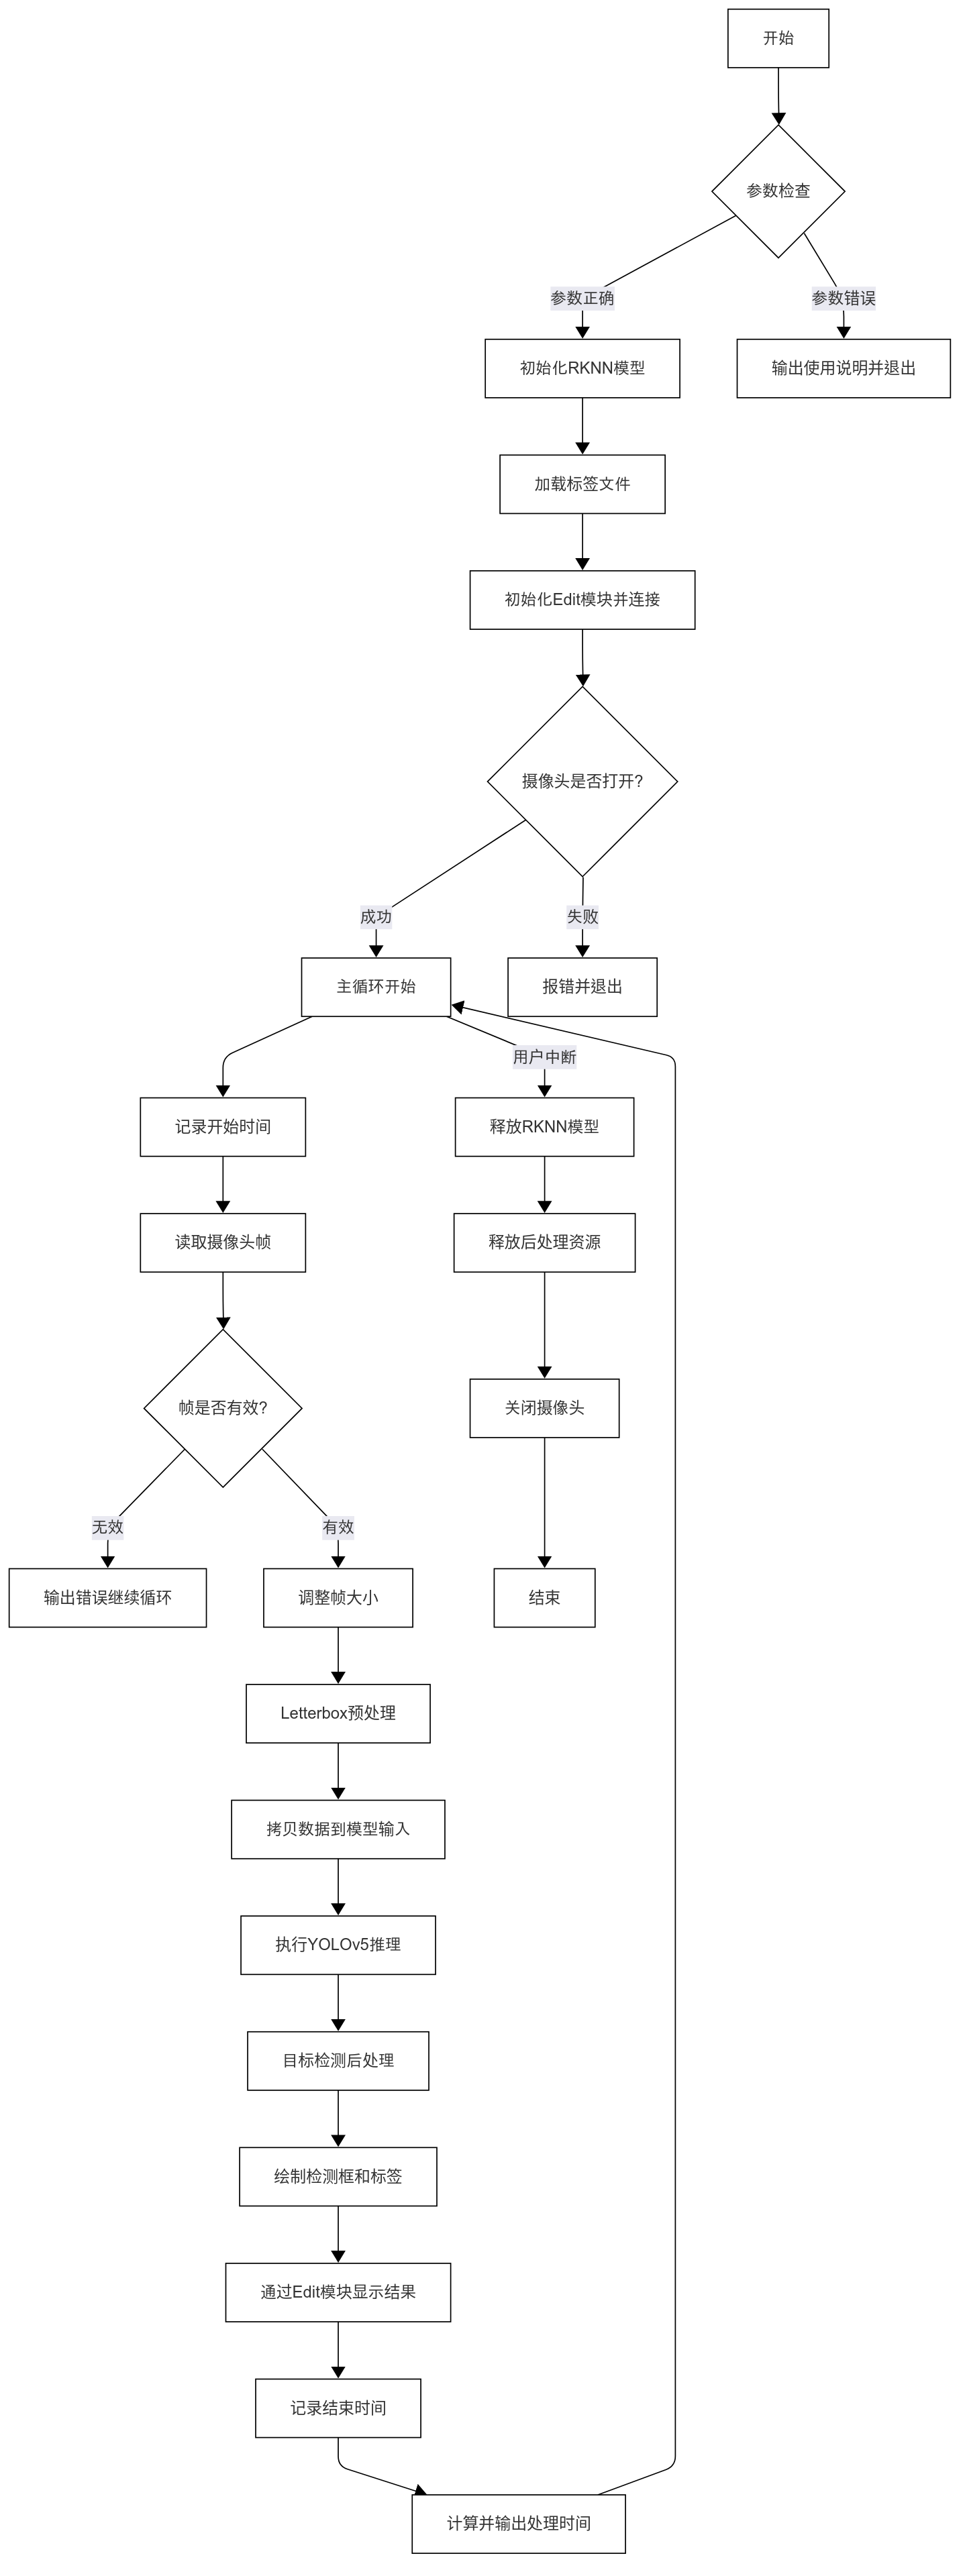 开始
参数检查
参数正确
参数错误
初始化RKNN模型
输出使用说明并退出
加载标签文件
初始化Edit模块并连接
摄像头是否打开?
成功
失败
主循环开始
报错并退出
用户中断
记录开始时间
释放RKNN模型
读取摄像头帧
释放后处理资源
帧是否有效?
关闭摄像头
无效
有效
输出错误继续循环
调整帧大小
结束
Letterbox预处理
拷贝数据到模型输入
执行YOLOv5推理
目标检测后处理
绘制检测框和标签
通过Edit模块显示结果
记录结束时间
计算并输出处理时间